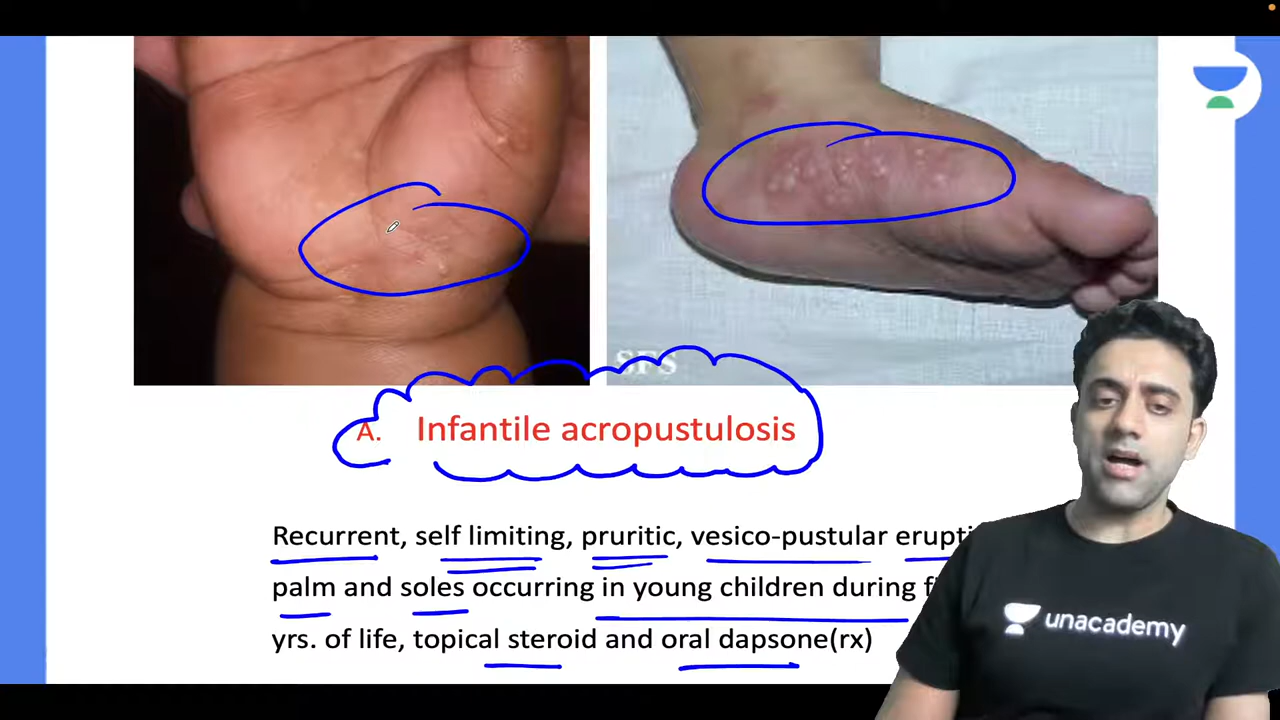 SFS
A. Infantile acropustulosis
Recurrent, self limiting, pruritic, vesico-pustular
palm and soles occurring in young children during
yrs. of life, topical steroid and oral dapsone(rx)
unacademy